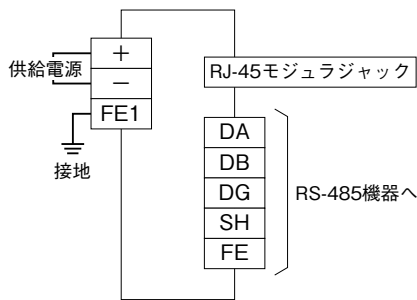 +
供給電源
−
FE1
接地
RJ-45モジュラジャック
DA
DB
DG
SH
FE
RS-485機器へ